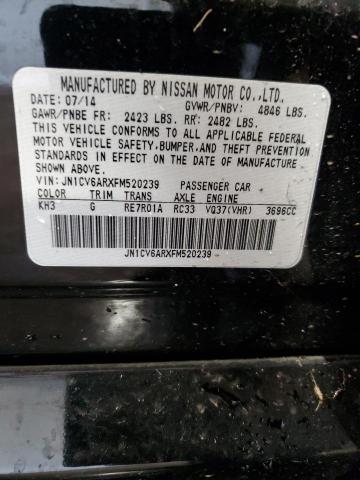 MANUFACTURED BY NISSAN MOTOR CO.,LTD.
DATE: 07/14 GVWR/PNBV: 4846 LBS.
GAWR/PNBE FR: 2423 LBS. RR: 2482 LBS.
THIS VEHICLE CONFORMS TO ALL APPLICABLE FEDERAL
MOTOR VEHICLE SAFETY,BUMPER,AND THEFT PREVENTION
STANDARDS IN EFFECT ON THE DATE OF MANUFACTURE
SHOWN ABOVE.
VIN: JN1CV6ARXFM520239 PASSENGER CAR
COLOR TRIM TRANS AXLE ENGINE
KH3 G RE7R01A RC33 VQ37(VHR) 3696CC
JN1CV6ARXFM520239